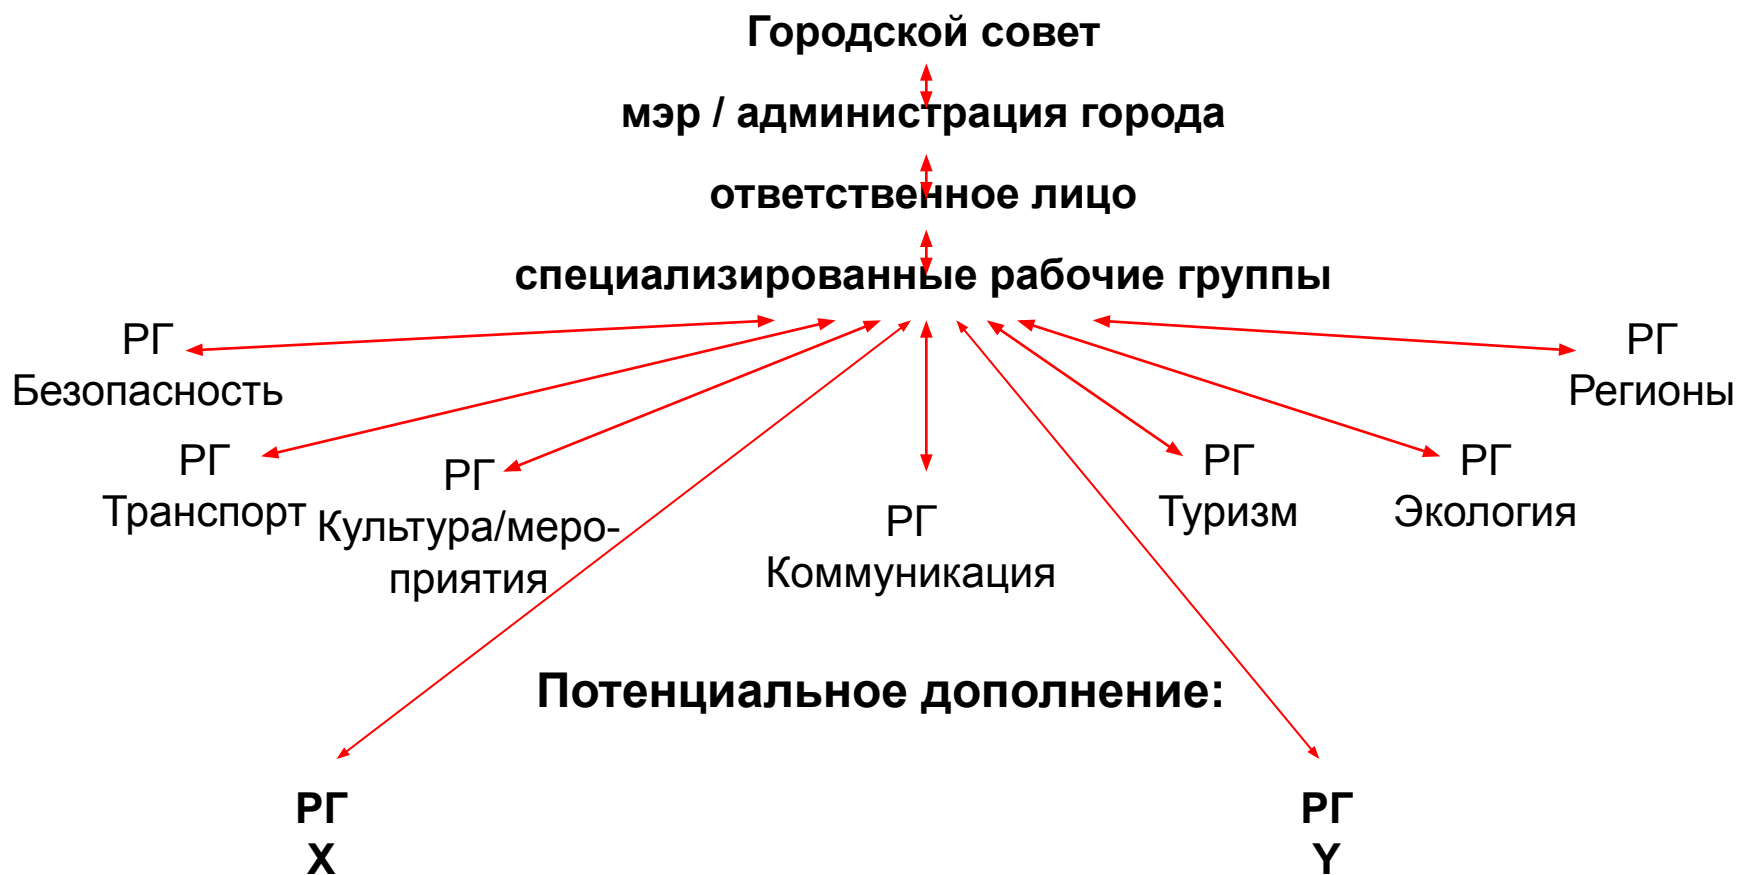 Городской совет
мэр / администрация города
ответственное лицо
специализированные рабочие группы
РГ
Безопасность
РГ
Регионы
РГ
Транспорт
РГ
Культура/меро-
приятия
РГ
Коммуникация
РГ
Туризм
РГ
Экология
Потенциальное дополнение:
РГ
X
РГ
Y